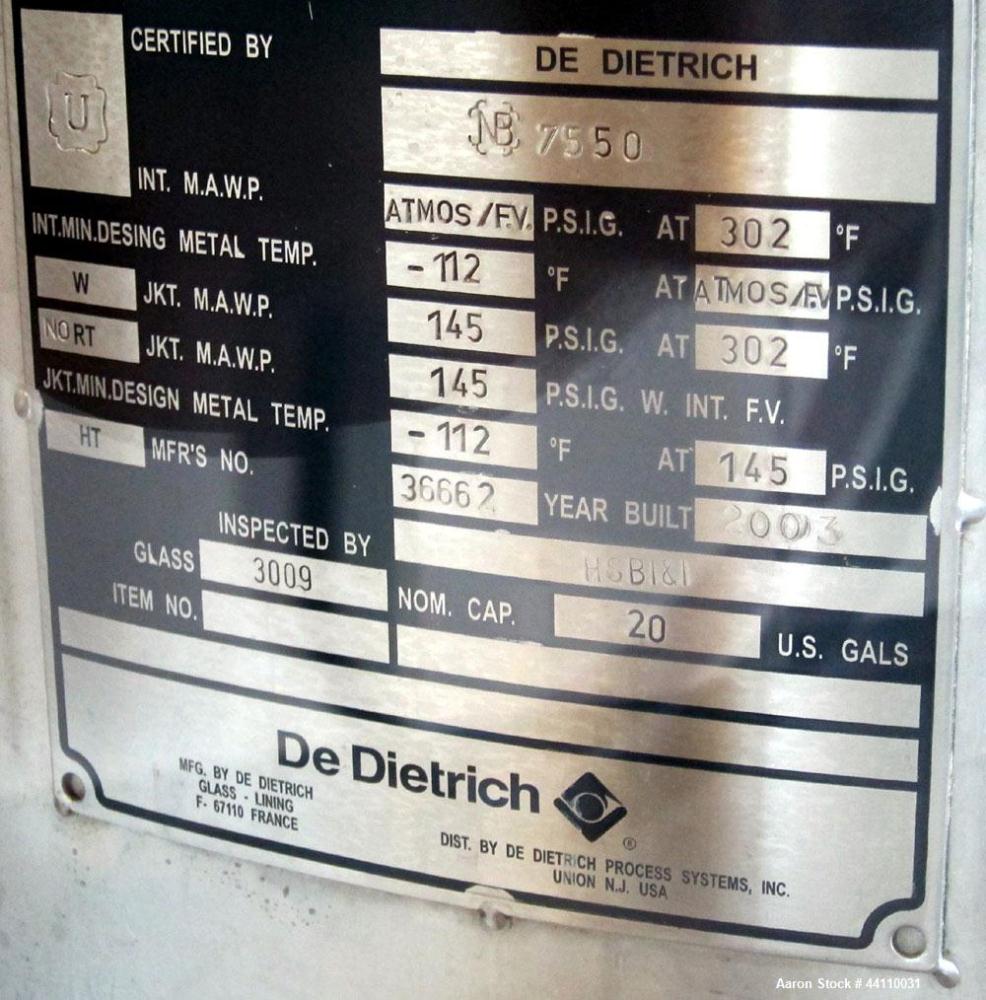 CERTIFIED BY DE DIETRICH
U NB 7550
INT. M.A.W.P. ATMOS/F.V. P.S.I.G. AT 302 °F
INT.MIN.DESING METAL TEMP. -112 °F AT ATMOS/F.V P.S.I.G.
W JKT. M.A.W.P. 145 P.S.I.G. AT 302 °F
NORT JKT. M.A.W.P. 145 P.S.I.G. W. INT. F.V.
JKT.MIN.DESIGN METAL TEMP. -112 °F AT 145 P.S.I.G.
HT MFR'S NO. 36662 YEAR BUILT 2003
INSPECTED BY HSBI&I
GLASS 3009 NOM. CAP. 20 U.S. GALS
ITEM NO.
De Dietrich ®
MFG. BY DE DIETRICH
GLASS - LINING
F- 67110 FRANCE
DIST. BY DE DIETRICH PROCESS SYSTEMS, INC.
UNION N.J. USA
Aaron Stock # 44110031